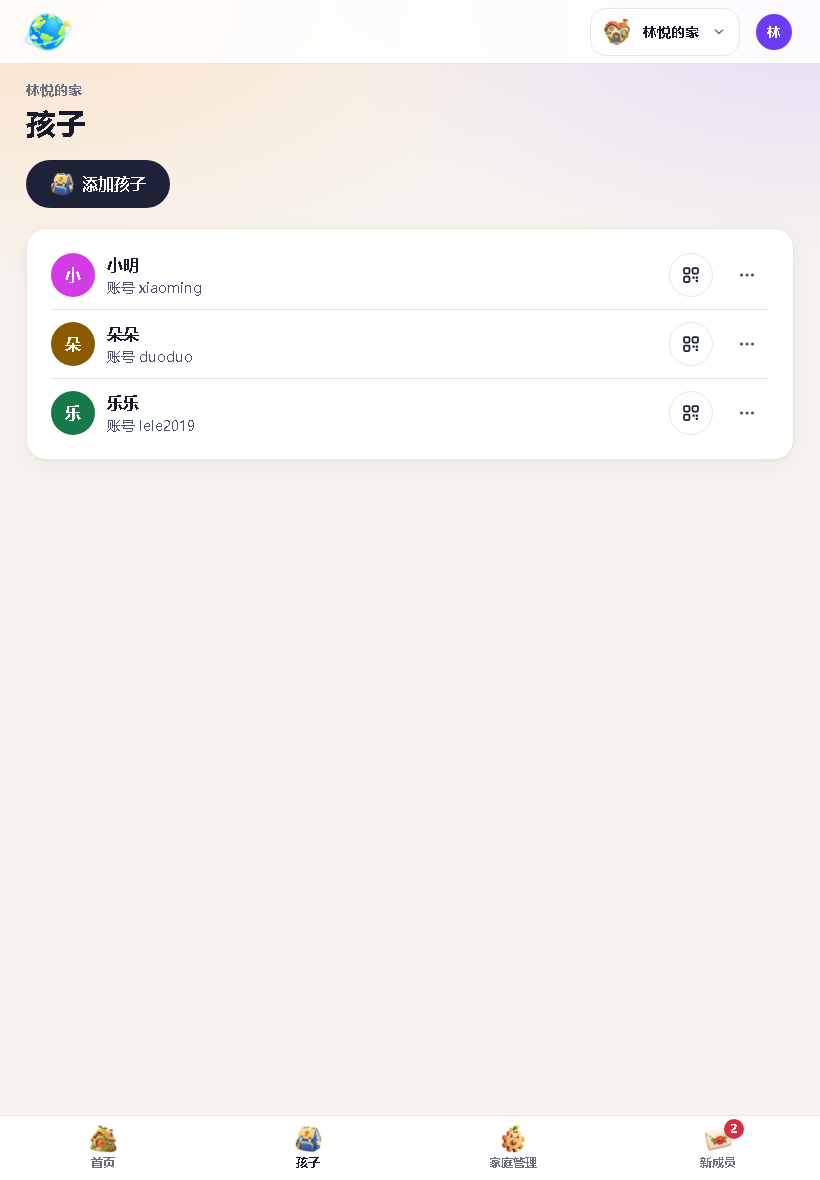 林悦的家
林
林悦的家
孩子
添加孩子
小
小明
账号 xiaoming
朵
朵朵
账号 duoduo
乐
乐乐
账号 lele2019
首页
孩子
家庭管理
2
新成员